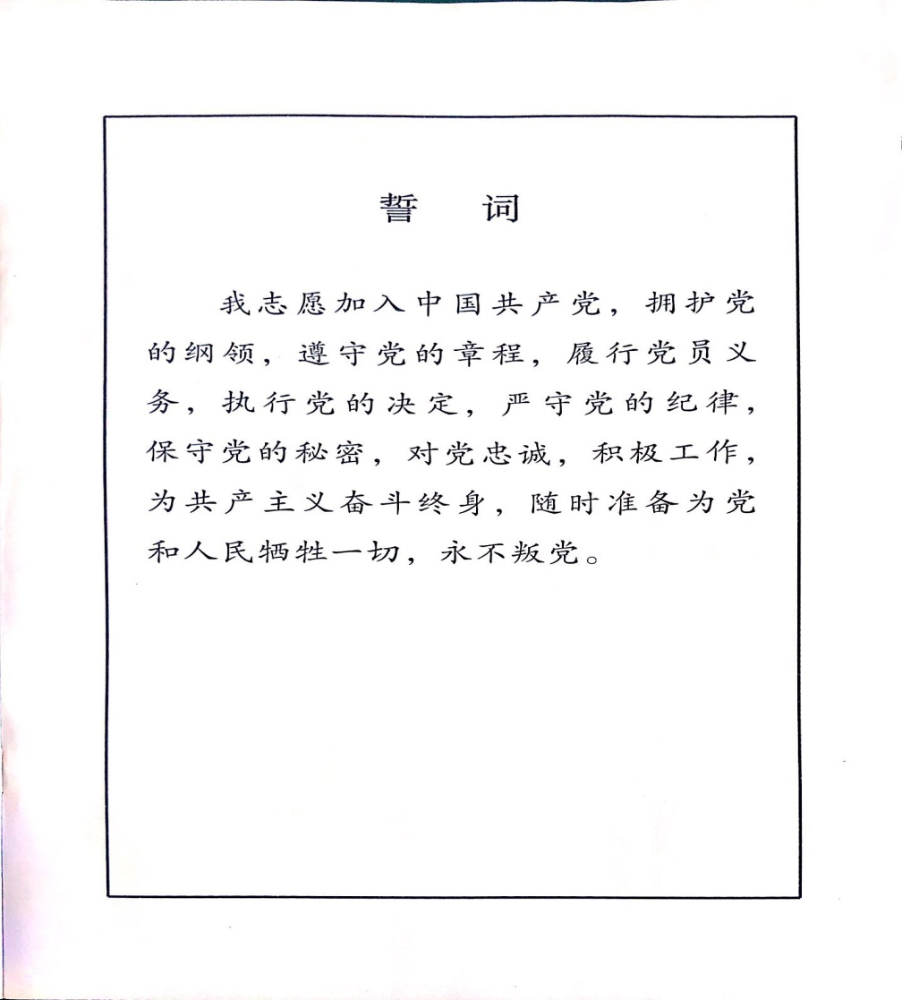 誓 词
我志愿加入中国共产党，拥护党
的纲领，遵守党的章程，履行党员义
务，执行党的决定，严守党的纪律，
保守党的秘密，对党忠诚，积极工作，
为共产主义奋斗终身，随时准备为党
和人民牺牲一切，永不叛党。